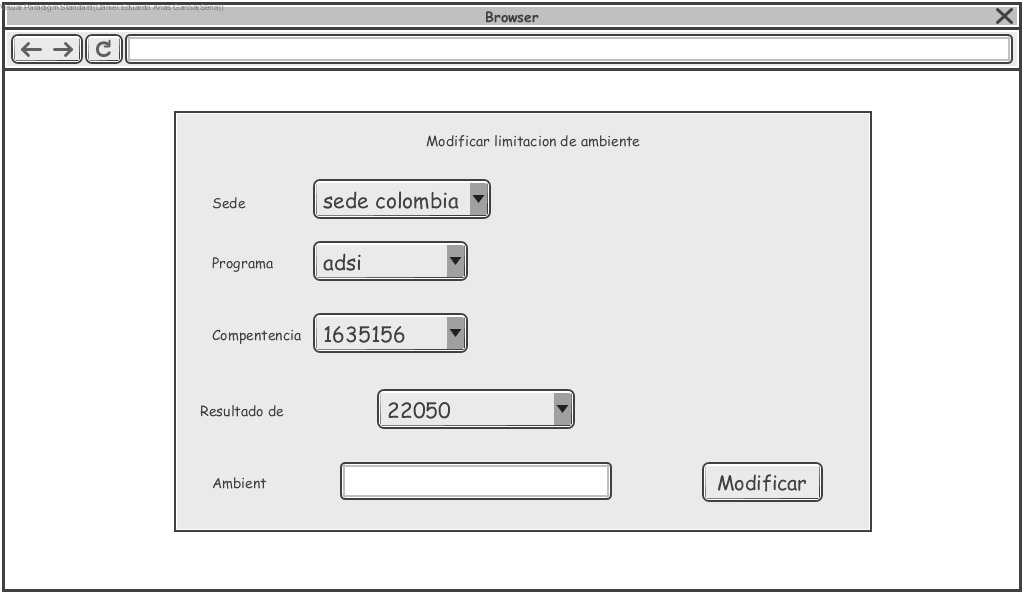 Visual Paradigm Standard(Daniel Eduardo Arias Garcia(Sena))
Browser
Modificar limitacion de ambiente
Sede sede colombia
Programa adsi
Compentencia 1635156
Resultado de 22050
Ambient Modificar